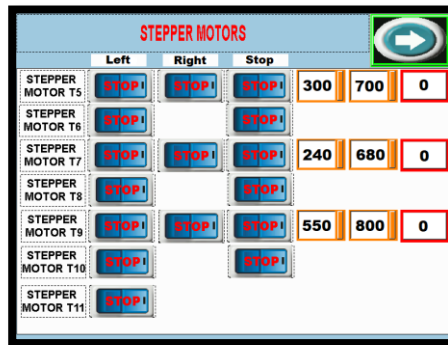 STEPPER MOTORS
Left Right Stop
STEPPER
MOTOR T5
STOP STOP STOP 300 700 0
STEPPER
MOTOR T6
STOP STOP
STEPPER
MOTOR T7
STOP STOP STOP 240 680 0
STEPPER
MOTOR T8
STOP STOP
STEPPER
MOTOR T9
STOP STOP STOP 550 800 0
STEPPER
MOTOR T10
STOP STOP
STEPPER
MOTOR T11
STOP